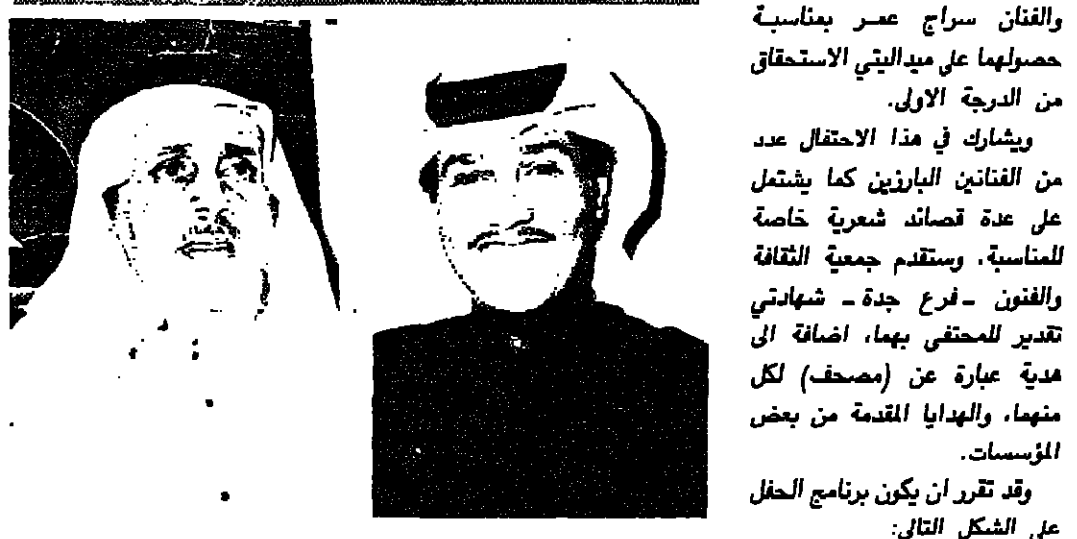 والفنان سراج عمـر بمناسبـة
حصولهما على ميداليتي الاستحقاق
من الدرجة الاولى.
ويشارك في هذا الاحتفال عدد
من الفنانين البارزين كما يشتمل
على عدة قصائد شعرية خاصة
للمناسبة. وستقدم جمعية الثقافة
والفنون ـ فرع جدة ـ شهادتي
تقدير للمحتفى بهما، اضافة الى
هدية عبارة عن (مصحف) لكل
منهما، والهدايا المقدمة من بعض
المؤسسات.
وقد تقرر ان يكون برنامج الحفل
على الشكل التالي: